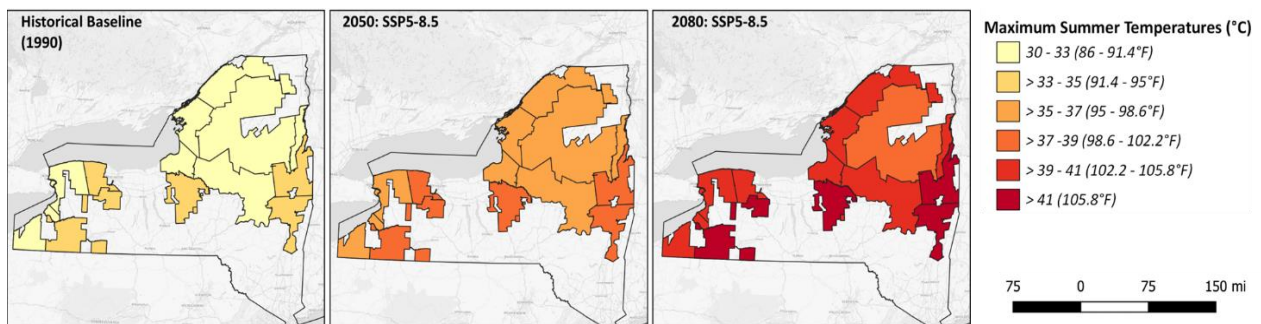 Historical Baseline
(1990)
2050: SSP5-8.5
2080: SSP5-8.5
Maximum Summer Temperatures (°C)
30 - 33 (86 - 91.4°F)
> 33 - 35 (91.4 - 95°F)
> 35 - 37 (95 - 98.6°F)
> 37 -39 (98.6 - 102.2°F)
> 39 - 41 (102.2 - 105.8°F)
> 41 (105.8°F)
75 0 75 150 mi